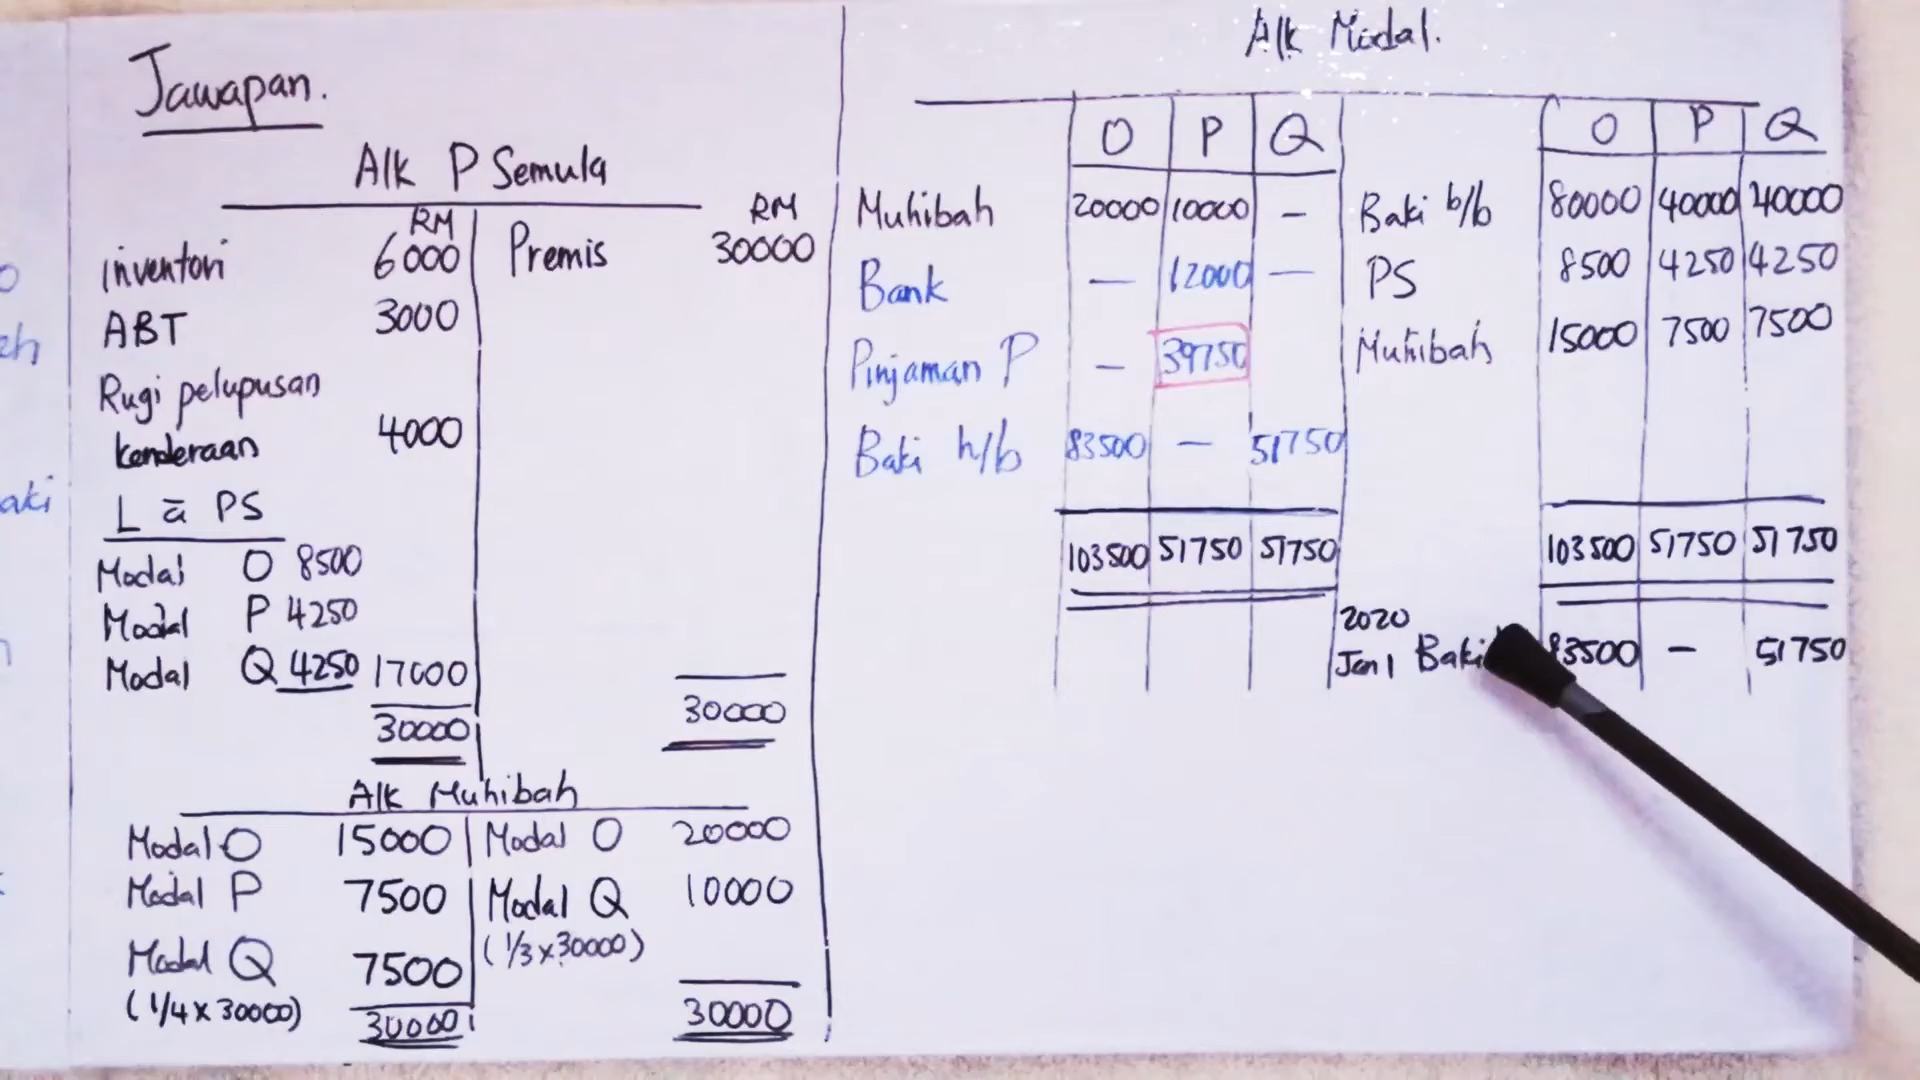 Jawapan.
Alk P Semula
RM RM
inventori 6000 Premis 30000
ABT 3000
Rugi pelupusan
kenderaan 4000
L ā PS
Modal O 8500
Modal P 4250
Modal Q 4250 17000
30000 30000
Alk Muhibah
Modal O 15000 Modal O 20000
Modal P 7500 Modal Q 10000
(1/3 x 30000)
Modal Q 7500
(1/4 x 30000)
30000 30000
Alk Modal.
O P Q O P Q
Muhibah 20000 10000 - Baki b/b 80000 40000 40000
Bank - 12000 - PS 8500 4250 4250
Pinjaman P - 39750 Muhibah 15000 7500 7500
Baki h/b 83500 - 51750
103500 51750 51750 103500 51750 51750
2020
Jan 1 Baki 83500 - 51750
aki